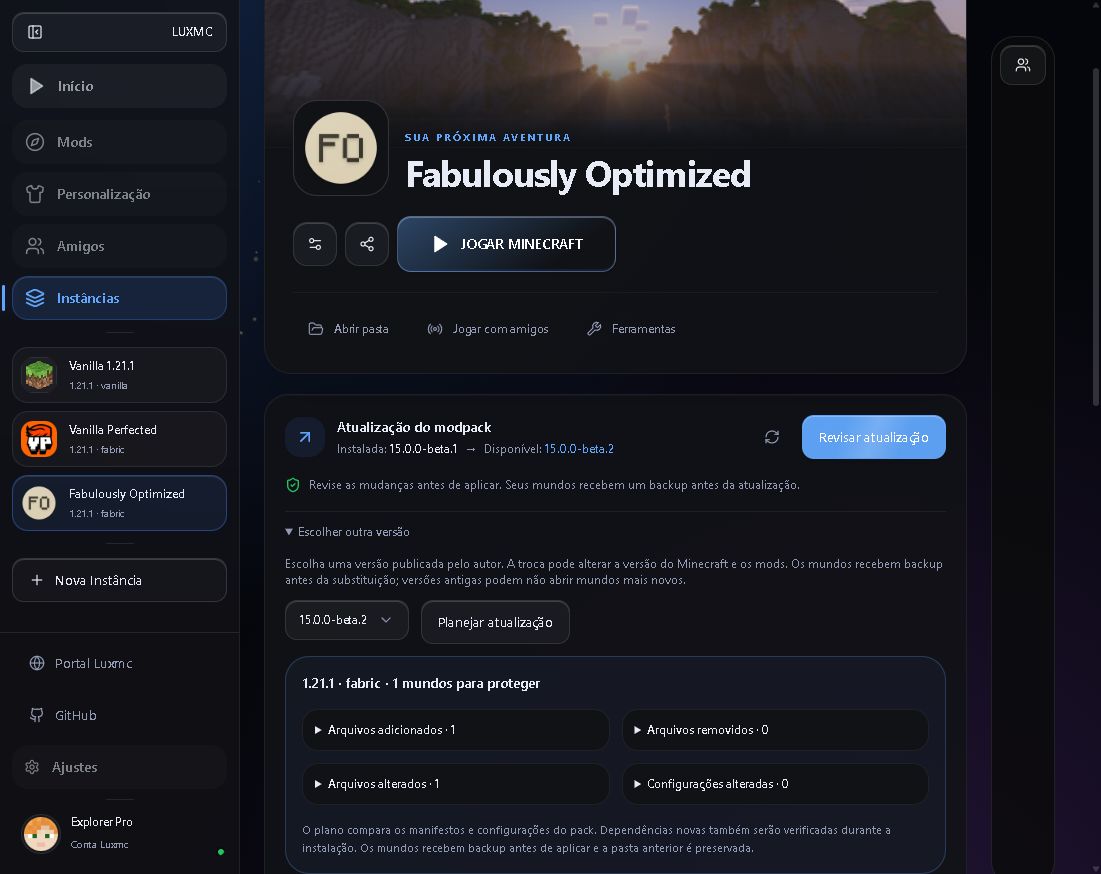 LUXMC
Início
Mods
Personalização
Amigos
Instâncias
Vanilla 1.21.1
1.21.1 · vanilla
VP
Vanilla Perfected
1.21.1 · fabric
FO
Fabulously Optimized
1.21.1 · fabric
Nova Instância
Portal Luxmc
GitHub
Ajustes
ExplorerPro
Conta Luxmc
FO
SUA PRÓXIMA AVENTURA
Fabulously Optimized
JOGAR MINECRAFT
Abrir pasta
Jogar com amigos
Ferramentas
Atualização do modpack
Instalada: 15.0.0-beta.1 → Disponível: 15.0.0-beta.2
Revisar atualização
Revise as mudanças antes de aplicar. Seus mundos recebem um backup antes da atualização.
▼ Escolher outra versão
Escolha uma versão publicada pelo autor. A troca pode alterar a versão do Minecraft e os mods. Os mundos recebem backup
antes da substituição; versões antigas podem não abrir mundos mais novos.
15.0.0-beta.2
Planejar atualização
1.21.1 · fabric · 1 mundos para proteger
▶ Arquivos adicionados · 1
▶ Arquivos removidos · 0
▶ Arquivos alterados · 1
▶ Configurações alteradas · 0
O plano compara os manifestos e configurações do pack. Dependências novas também serão verificadas durante a
instalação. Os mundos recebem backup antes de aplicar e a pasta anterior é preservada.